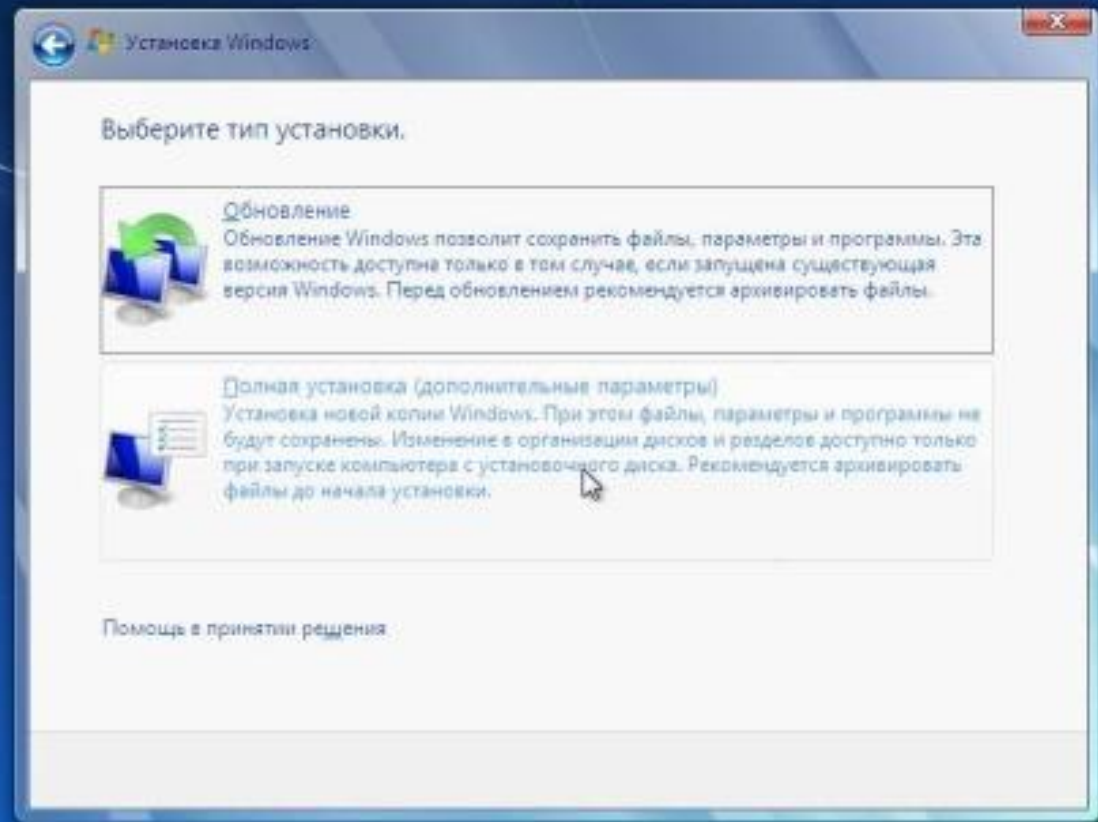 Установка Windows
Выберите тип установки.
Обновление
Обновление Windows позволит сохранить файлы, параметры и программы. Эта
возможность доступна только в том случае, если запущена существующая
версия Windows. Перед обновлением рекомендуется архивировать файлы.
Полная установка (дополнительные параметры)
Установка новой копии Windows. При этом файлы, параметры и программы не
будут сохранены. Изменение в организации дисков и разделов доступно только
при запуске компьютера с установочного диска. Рекомендуется архивировать
файлы до начала установки.
Помощь в принятии решения